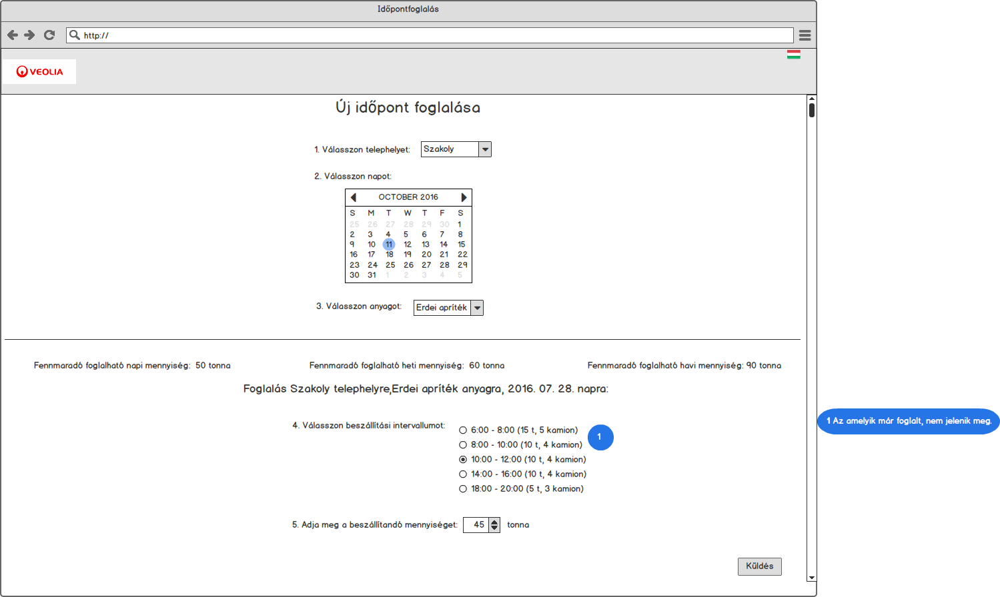 Időpontfoglalás
http://
VEOLIA
Új időpont foglalása
1. Válasszon telephelyet: Szakoly
2. Válasszon napot:
OCTOBER 2016
S M T W T F S
25 26 27 28 29 30 1
2 3 4 5 6 7 8
9 10 11 12 13 14 15
16 17 18 19 20 21 22
23 24 25 26 27 28 29
30 31 1 2 3 4 5
3. Válasszon anyagot: Erdei apríték
Fennmaradó foglalható napi mennyiség: 50 tonna Fennmaradó foglalható heti mennyiség: 60 tonna Fennmaradó foglalható havi mennyiség: 90 tonna
Foglalás Szakoly telephelyre,Erdei apríték anyagra, 2016. 07. 28. napra:
1 Az amelyik már foglalt, nem jelenik meg.
4. Válasszon beszállítási intervallumot:
6:00 - 8:00 (15 t, 5 kamion)
1
8:00 - 10:00 (10 t, 4 kamion)
10:00 - 12:00 (10 t, 4 kamion)
14:00 - 16:00 (10 t, 4 kamion)
18:00 - 20:00 (5 t, 3 kamion)
5. Adja meg a beszállítandó mennyiséget: 45 tonna
Küldés